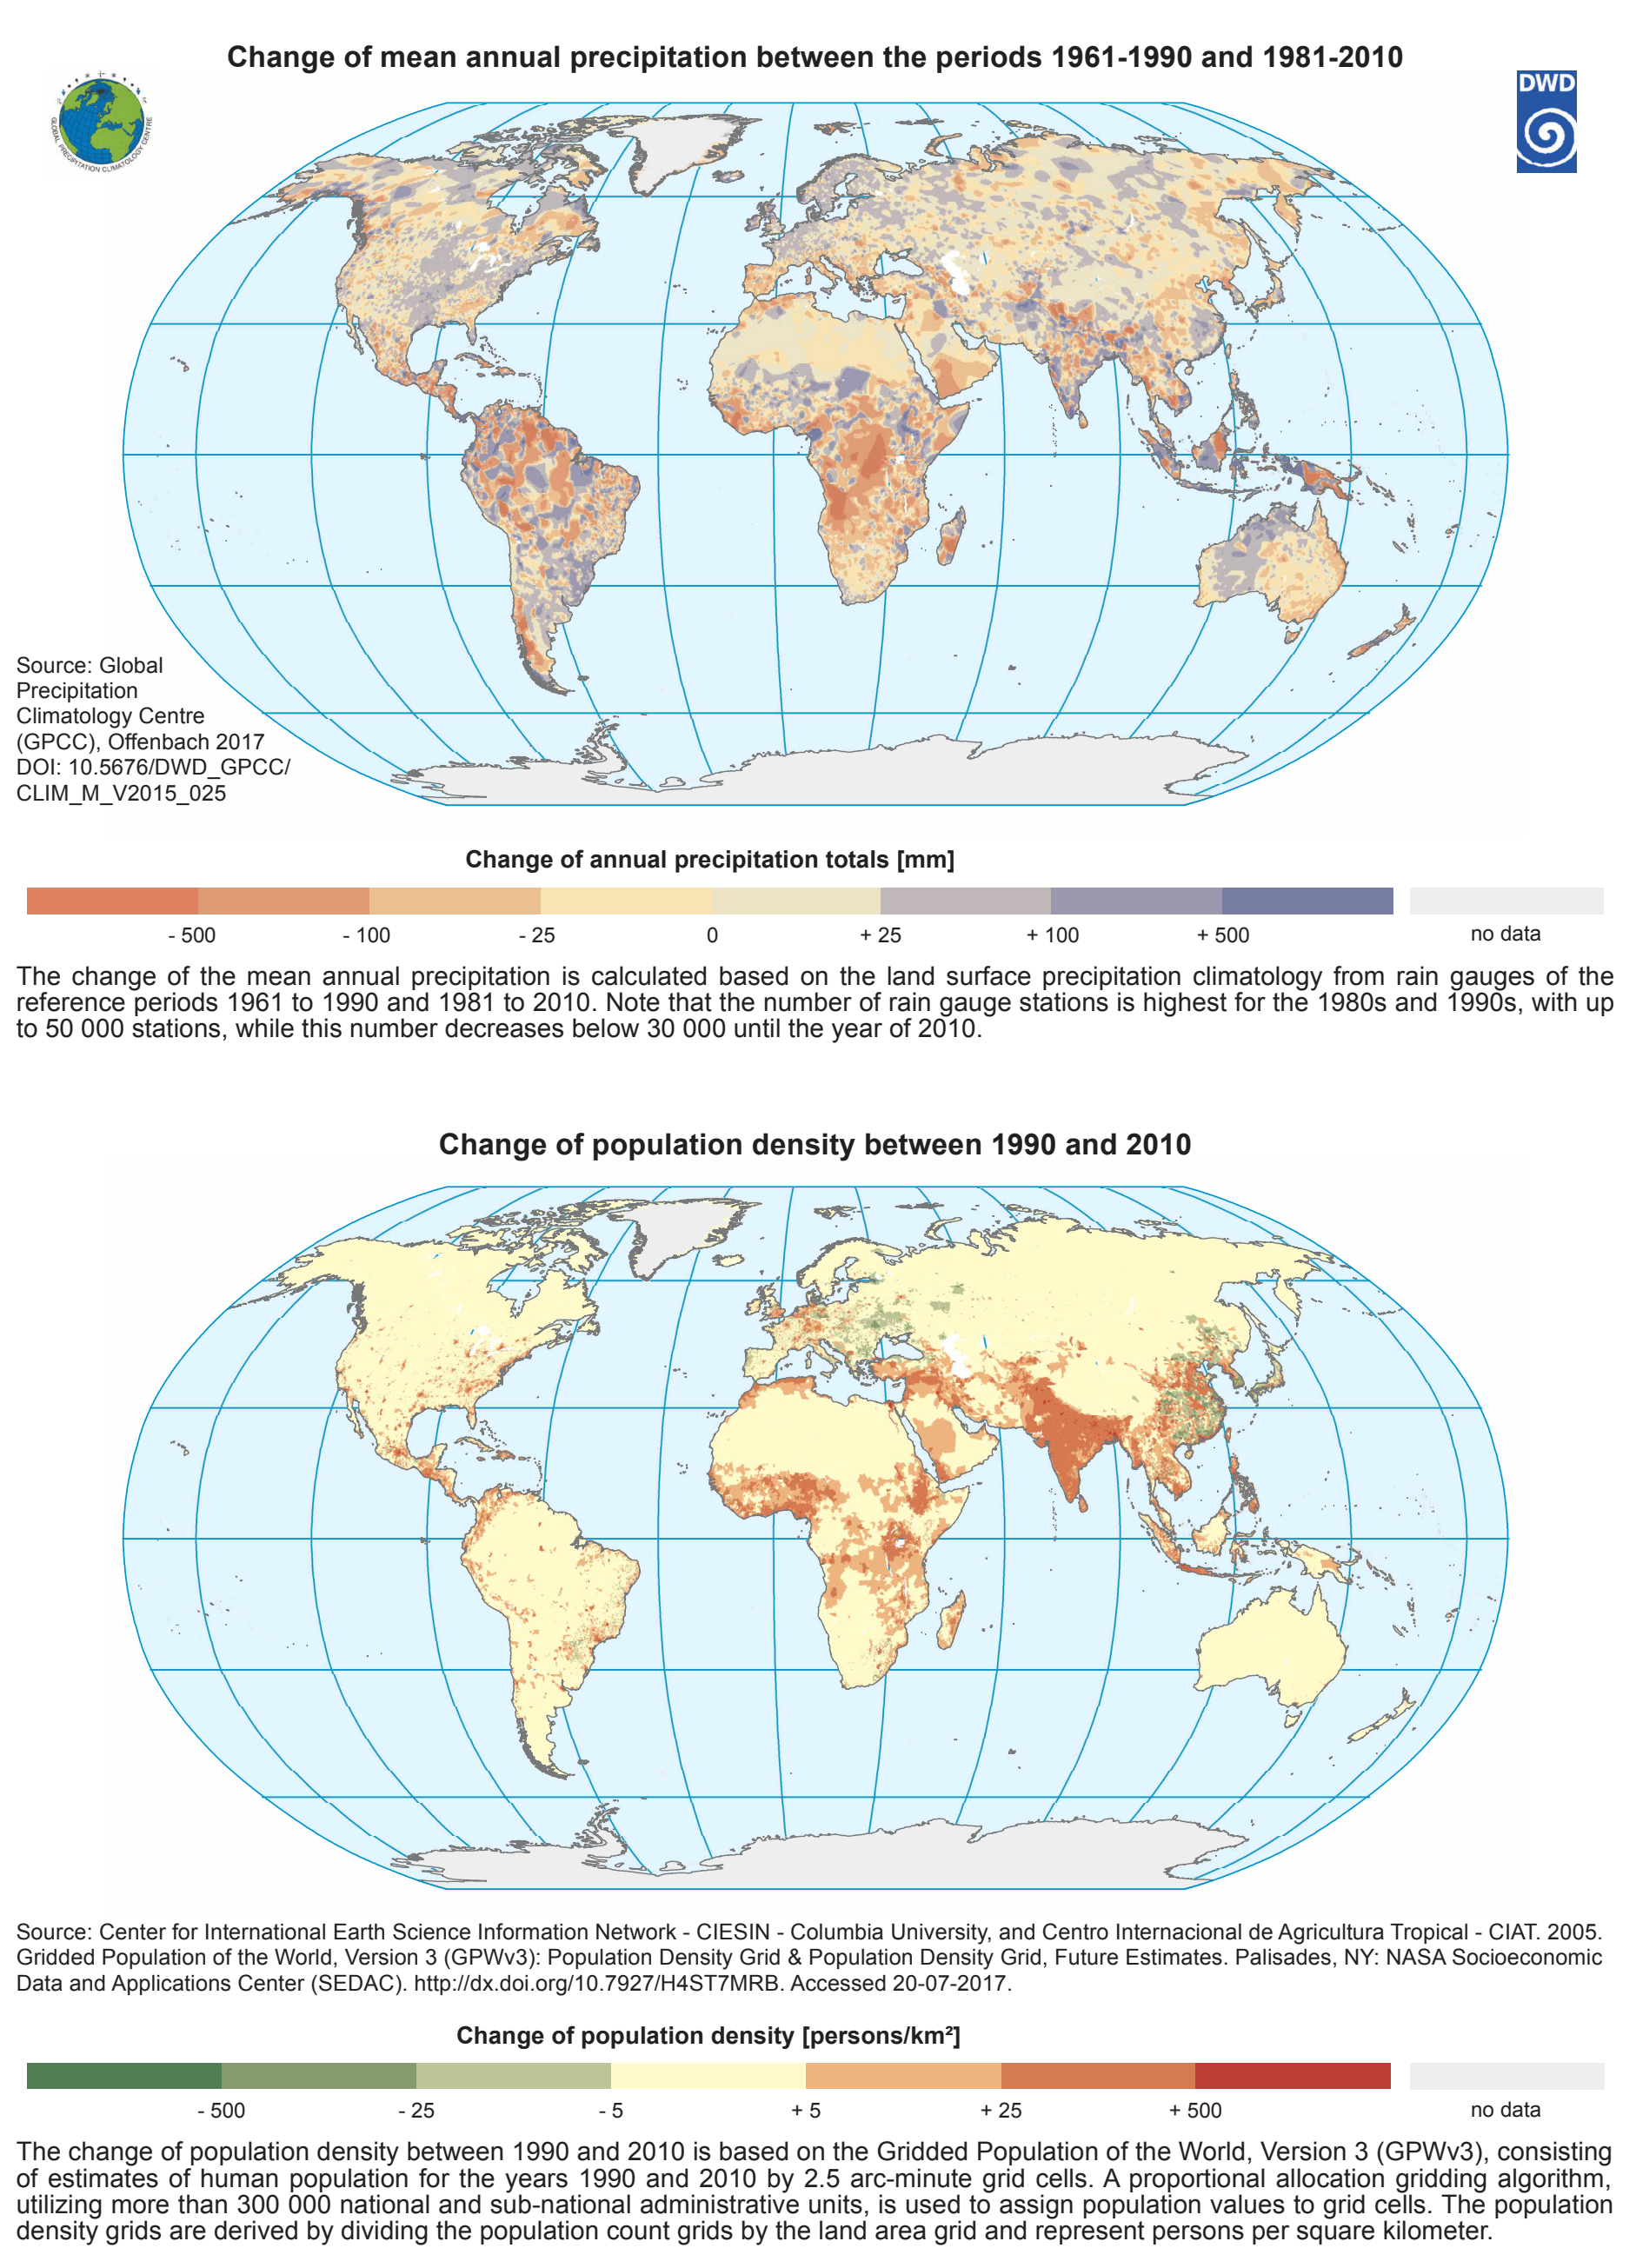 Change of mean annual precipitation between the periods 1961-1990 and 1981-2010
GLOBAL PRECIPITATION CLIMATOLOGY CENTRE
DWD
Source: Global
Precipitation
Climatology Centre
(GPCC), Offenbach 2017
DOI: 10.5676/DWD_GPCC/
CLIM_M_V2015_025
Change of annual precipitation totals [mm]
- 500 - 100 - 25 0 + 25 + 100 + 500 no data
The change of the mean annual precipitation is calculated based on the land surface precipitation climatology from rain gauges of the
reference periods 1961 to 1990 and 1981 to 2010. Note that the number of rain gauge stations is highest for the 1980s and 1990s, with up
to 50 000 stations, while this number decreases below 30 000 until the year of 2010.
Change of population density between 1990 and 2010
Source: Center for International Earth Science Information Network - CIESIN - Columbia University, and Centro Internacional de Agricultura Tropical - CIAT. 2005.
Gridded Population of the World, Version 3 (GPWv3): Population Density Grid & Population Density Grid, Future Estimates. Palisades, NY: NASA Socioeconomic
Data and Applications Center (SEDAC). http://dx.doi.org/10.7927/H4ST7MRB. Accessed 20-07-2017.
Change of population density [persons/km²]
- 500 - 25 - 5 + 5 + 25 + 500 no data
The change of population density between 1990 and 2010 is based on the Gridded Population of the World, Version 3 (GPWv3), consisting
of estimates of human population for the years 1990 and 2010 by 2.5 arc-minute grid cells. A proportional allocation gridding algorithm,
utilizing more than 300 000 national and sub-national administrative units, is used to assign population values to grid cells. The population
density grids are derived by dividing the population count grids by the land area grid and represent persons per square kilometer.